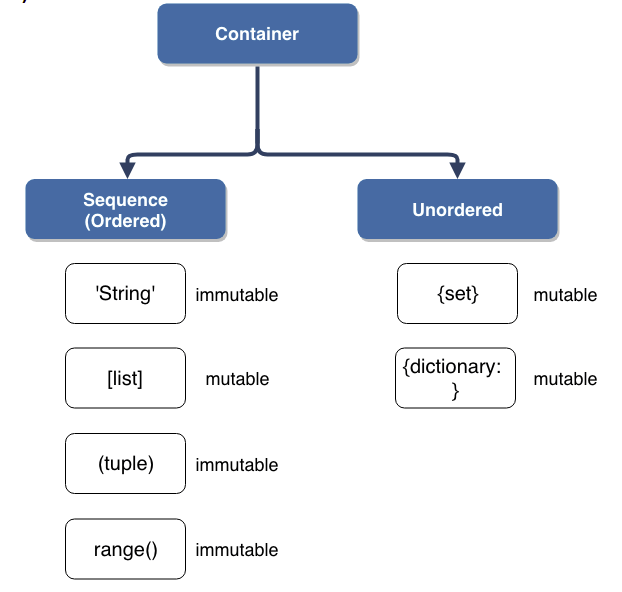 Container
Sequence
(Ordered)
Unordered
'String'
immutable
{set}
mutable
[list]
mutable
{dictionary:
}
mutable
(tuple)
immutable
range()
immutable